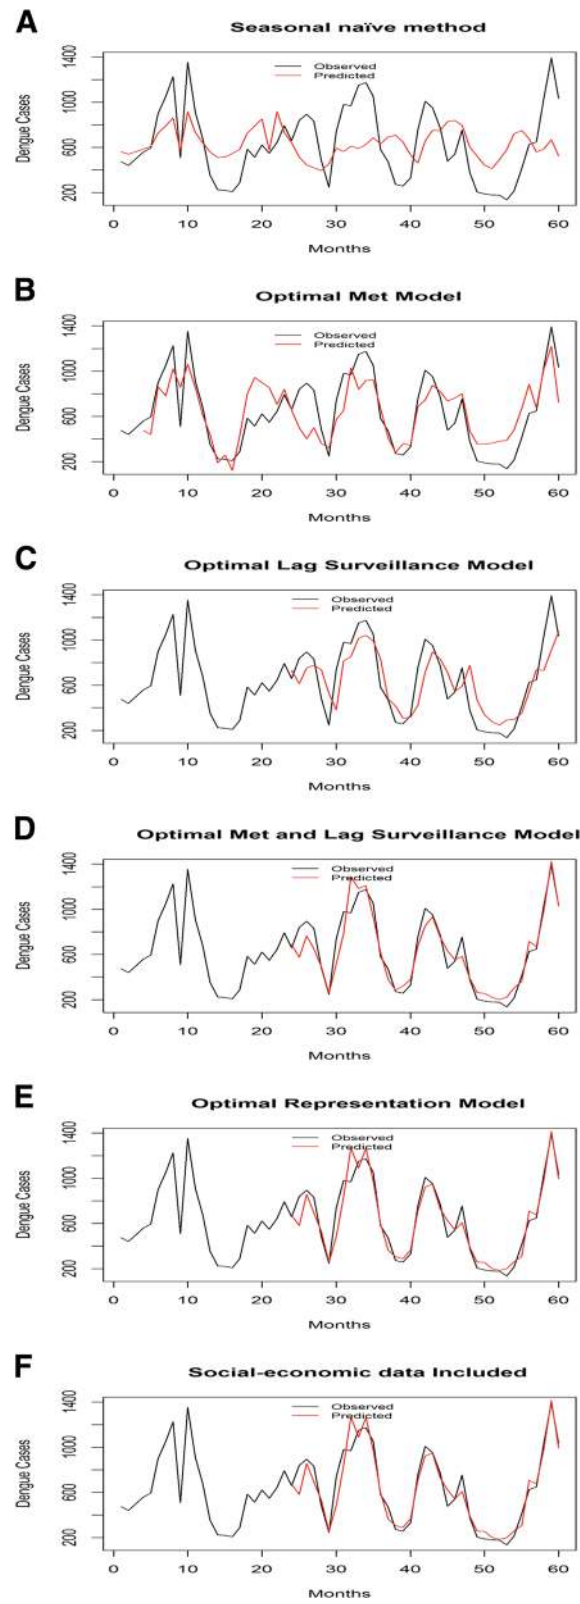 A
Seasonal naïve method
Observed
Predicted
Dengue Cases
1400
1000
600
200
0 10 20 30 40 50 60
Months
B
Optimal Met Model
Observed
Predicted
Dengue Cases
1400
1000
600
200
0 10 20 30 40 50 60
Months
C
Optimal Lag Surveillance Model
Observed
Predicted
Dengue Cases
1400
1000
600
200
0 10 20 30 40 50 60
Months
D
Optimal Met and Lag Surveillance Model
Observed
Predicted
Dengue Cases
1400
1000
600
200
0 10 20 30 40 50 60
Months
E
Optimal Representation Model
Observed
Predicted
Dengue Cases
1400
1000
600
200
0 10 20 30 40 50 60
Months
F
Social-economic data Included
Observed
Predicted
Dengue Cases
1400
1000
600
200
0 10 20 30 40 50 60
Months